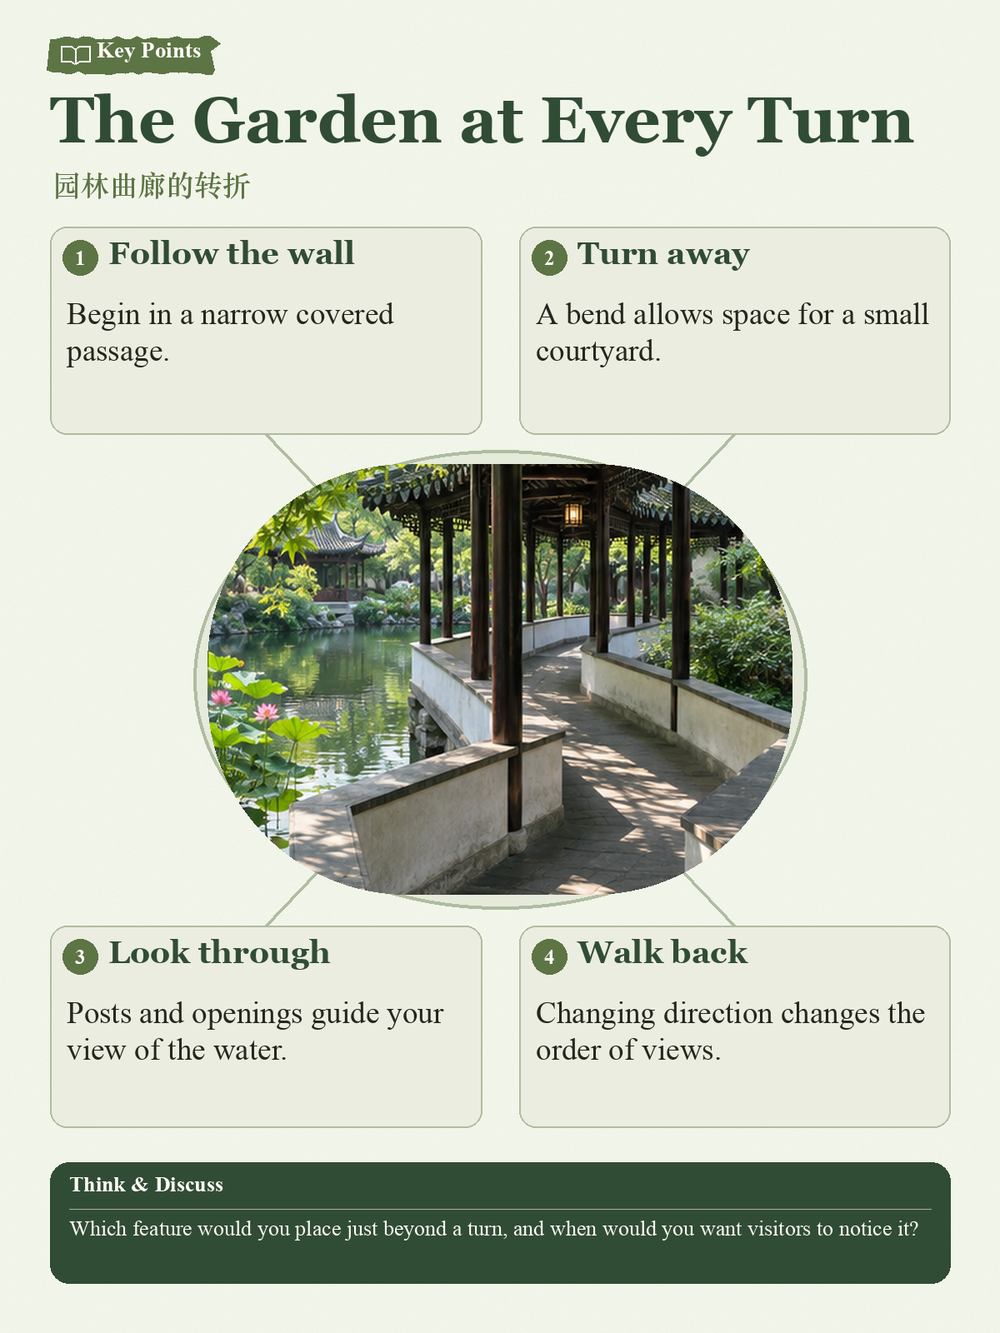 Key Points
The Garden at Every Turn
园林曲廊的转折
1 Follow the wall
Begin in a narrow covered
passage.
2 Turn away
A bend allows space for a small
courtyard.
3 Look through
Posts and openings guide your
view of the water.
4 Walk back
Changing direction changes the
order of views.
Think & Discuss
Which feature would you place just beyond a turn, and when would you want visitors to notice it?